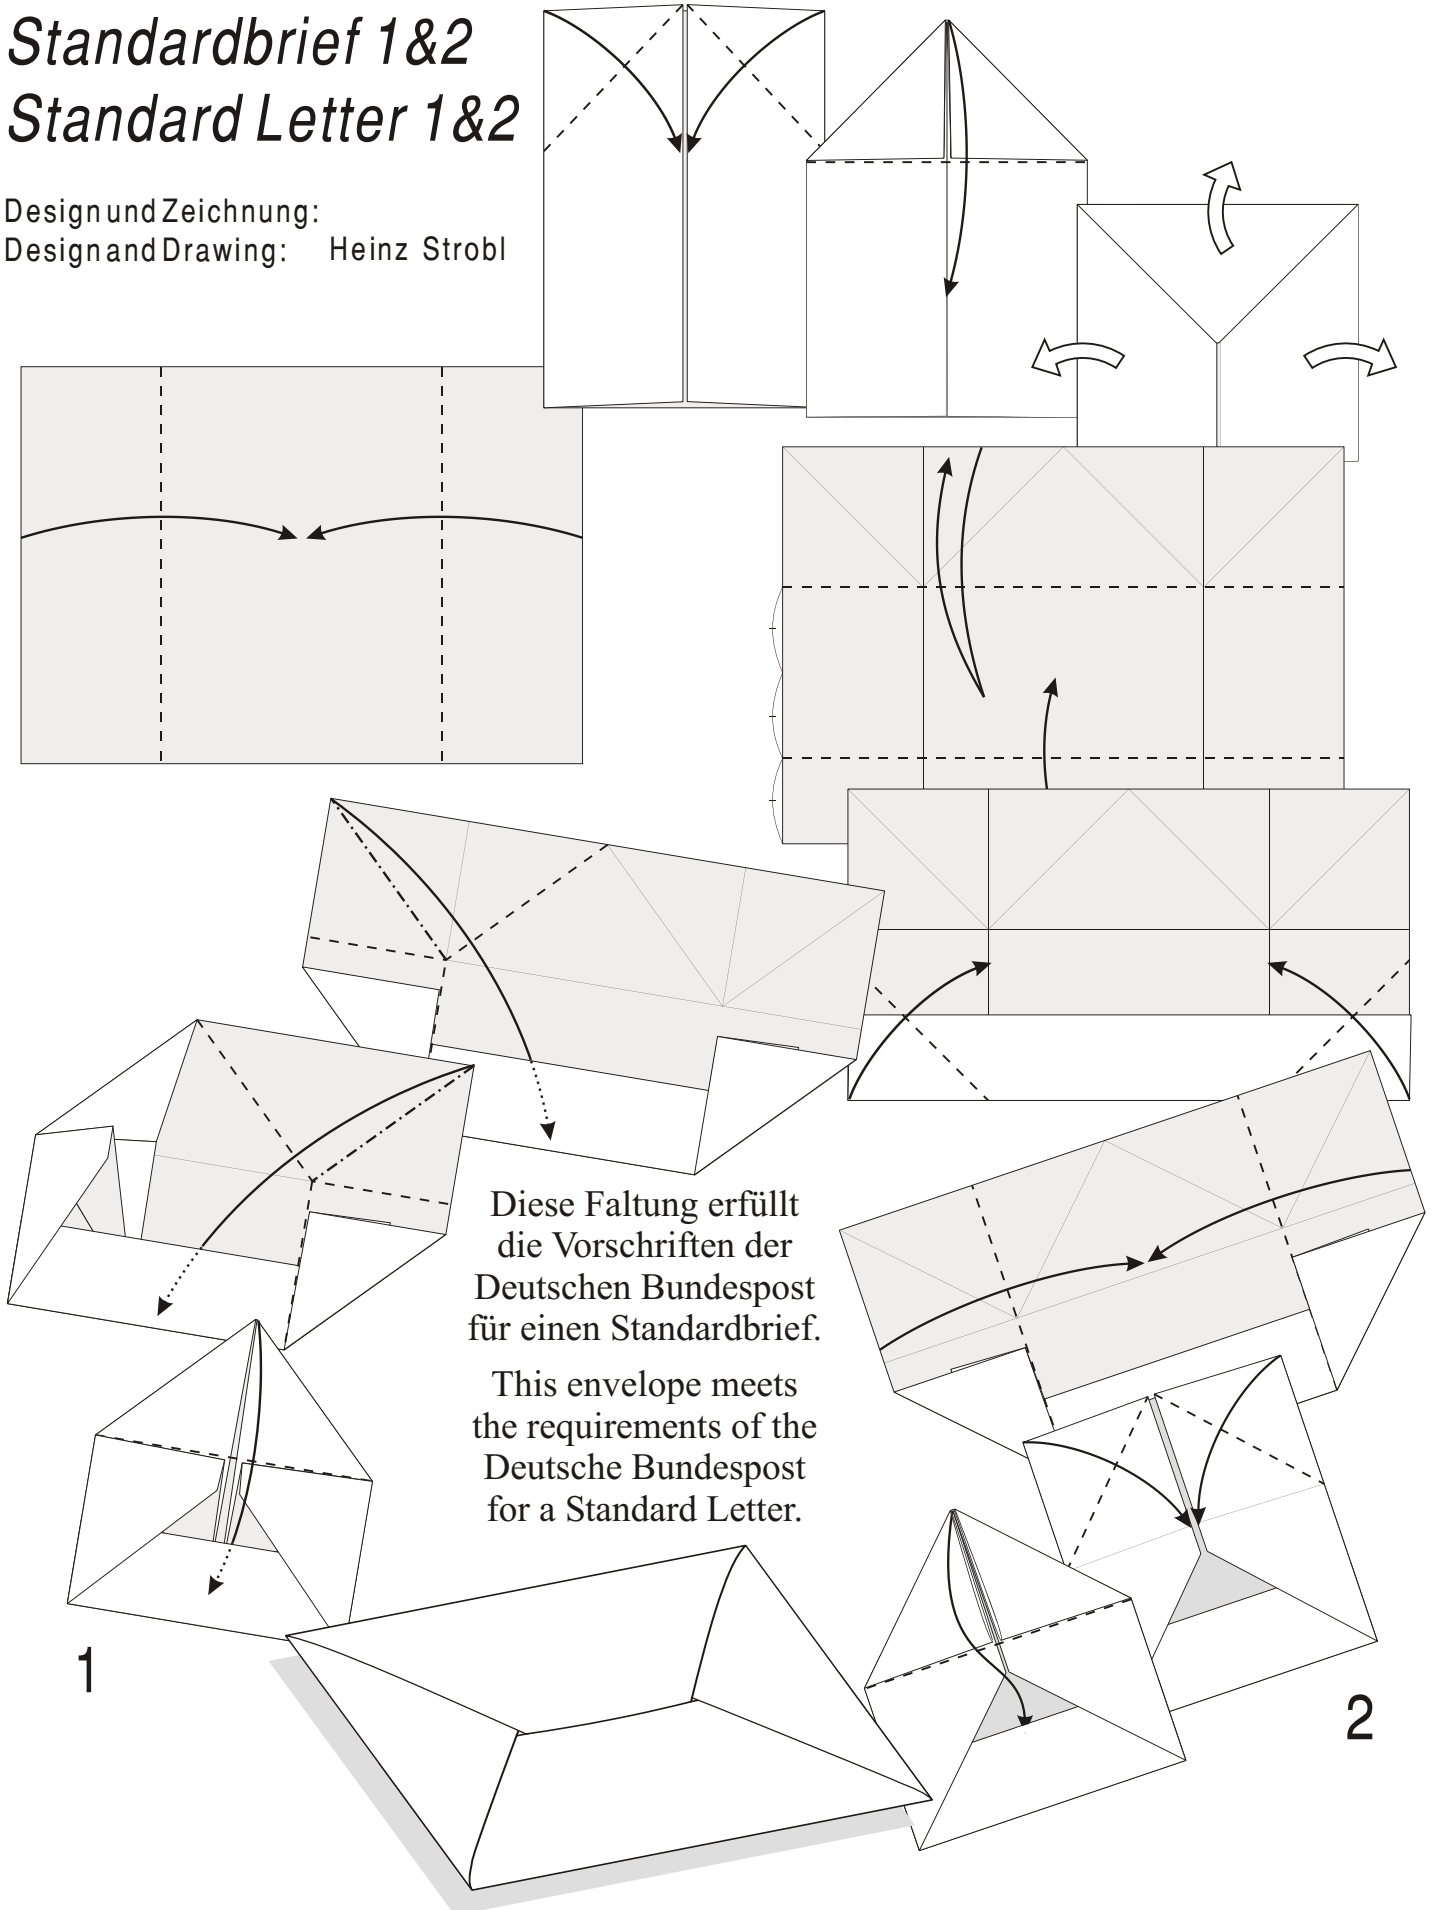 Standardbrief 1&2
Standard Letter 1&2
Design und Zeichnung:
Design and Drawing: Heinz Strobl
Diese Faltung erfüllt
die Vorschriften der
Deutschen Bundespost
für einen Standardbrief.
This envelope meets
the requirements of the
Deutsche Bundespost
for a Standard Letter.
1
2